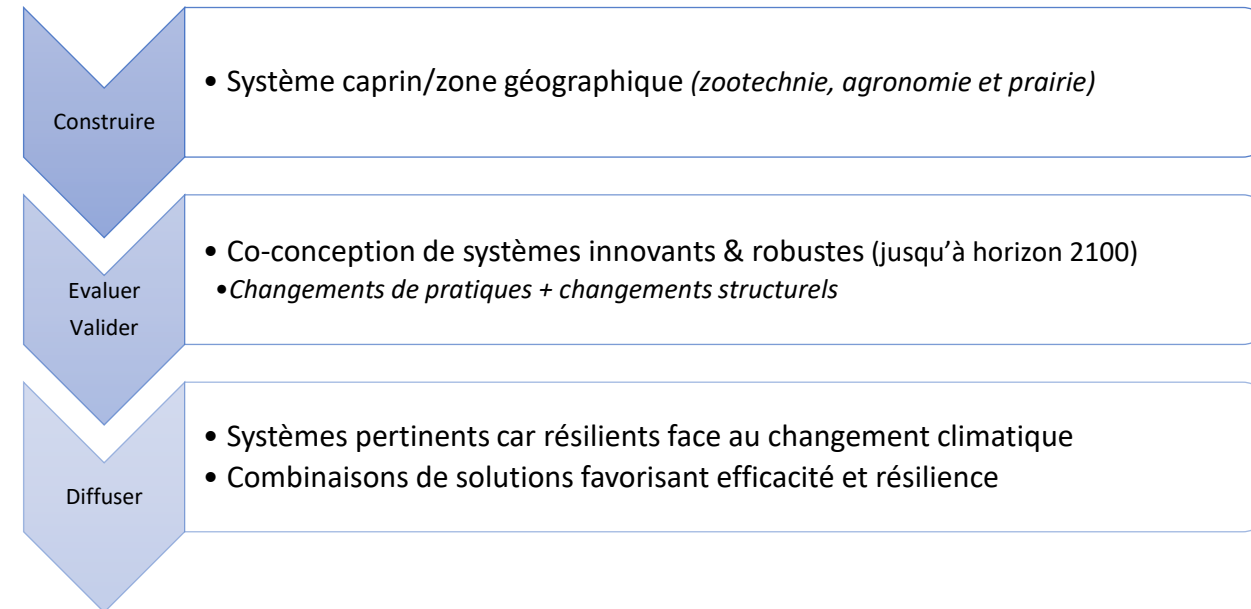 Construire
• Système caprin/zone géographique (zootechnie, agronomie et prairie)
Evaluer
Valider
• Co-conception de systèmes innovants & robustes (jusqu’à horizon 2100)
•Changements de pratiques + changements structurels
Diffuser
• Systèmes pertinents car résilients face au changement climatique
• Combinaisons de solutions favorisant efficacité et résilience